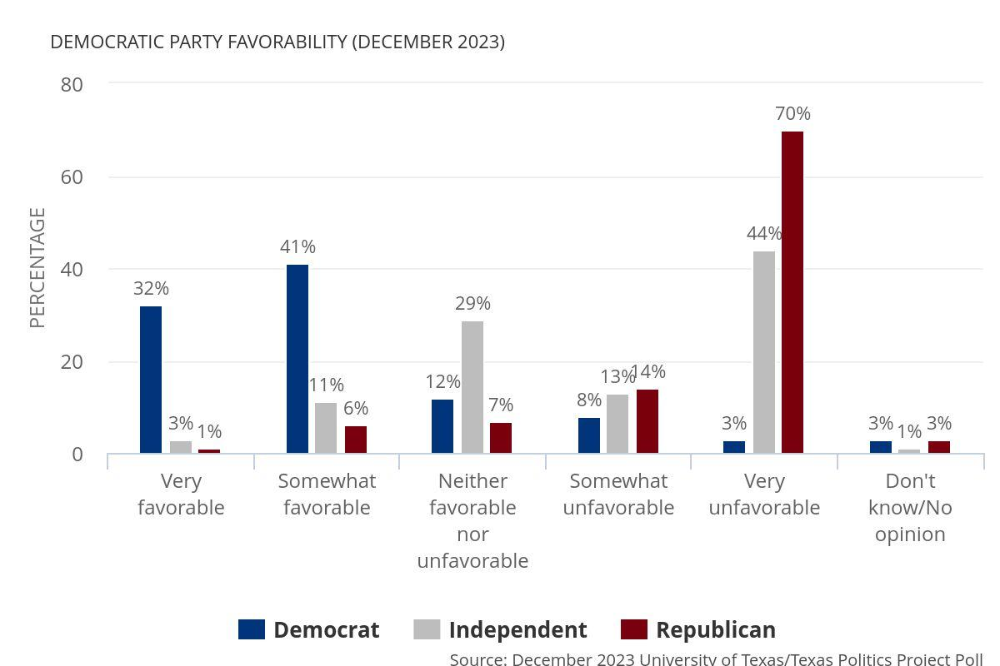 DEMOCRATIC PARTY FAVORABILITY (DECEMBER 2023)
PERCENTAGE
80
60
40
20
0
32%
3%
1%
41%
11%
6%
12%
29%
7%
8%
13%
14%
3%
44%
70%
3%
1%
3%
Very
favorable
Somewhat
favorable
Neither
favorable
nor
unfavorable
Somewhat
unfavorable
Very
unfavorable
Don't
know/No
opinion
Democrat Independent Republican
Source: December 2023 University of Texas/Texas Politics Project Poll